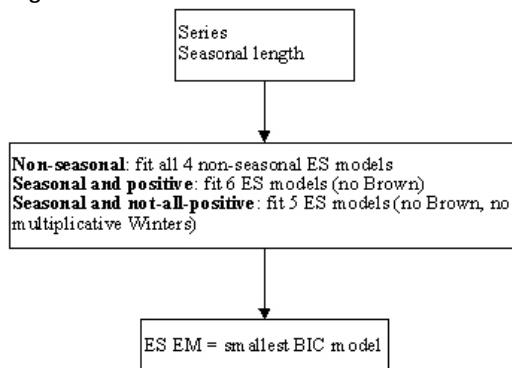 Series
Seasonal length
Non-seasonal: fit all 4 non-seasonal ES models
Seasonal and positive: fit 6 ES models (no Brown)
Seasonal and not-all-positive: fit 5 ES models (no Brown, no
multiplicative Winters)
ES EM = smallest BIC model